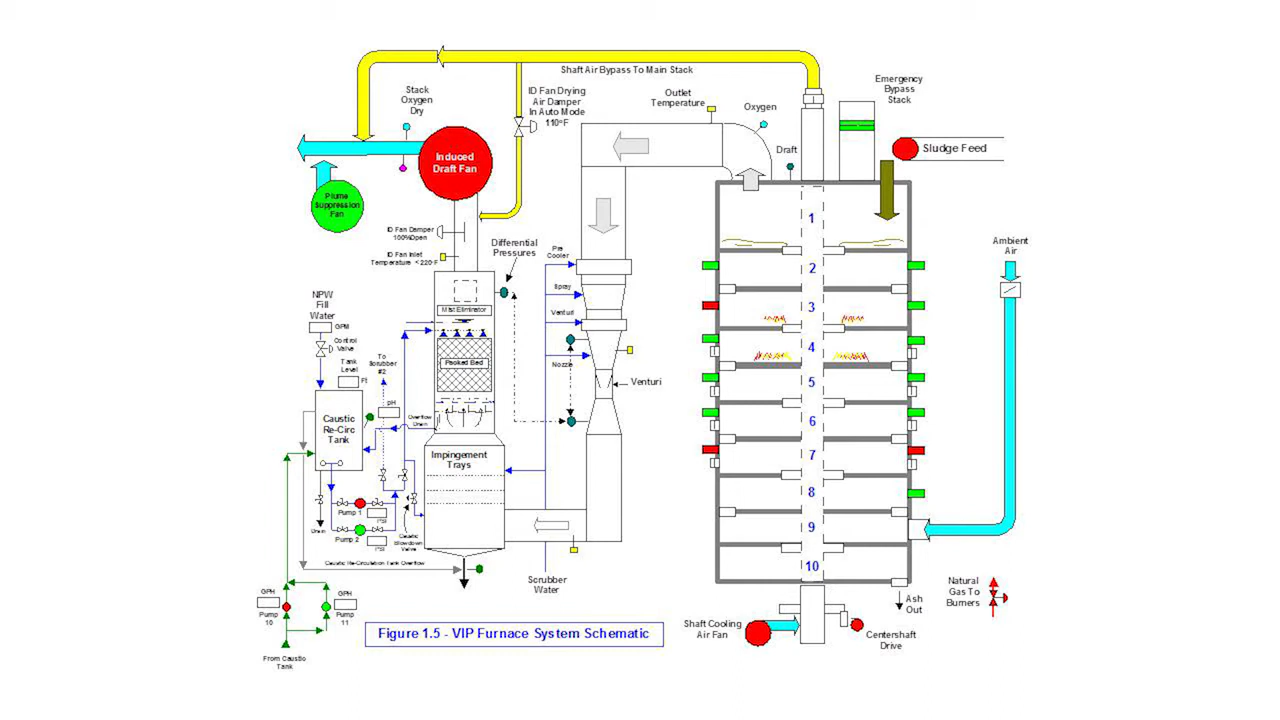 Shaft Air Bypass To Main Stack
Emergency
Bypass
Stack
Stack
Oxygen
Dry
ID Fan Drying
Air Damper
In Auto Mode
110°F
Outlet
Temperature
Oxygen
Draft
Sludge Feed
Induced
Draft Fan
Plume
Suppression
Fan
ID Fan Damper
100%Open
ID Fan Inlet
Temperature <220°F
Differential
Pressures
Pre
Cooler
Spray
Venturi
Nozzle
Venturi
Ambient
Air
NPW
Fill
Water
GPM
Control
Valve
Tank
Level
To
Scrubber
#2
pH
Mist Eliminator
Packed Bed
Overflow
Drain
Caustic
Re-Circ
Tank
Impingement
Trays
1
2
3
4
5
6
7
8
9
10
Pump 1
PSI
Pump 2
PSI
Drain
Caustic
Blowdown
Valve
Caustic Re-Circulation Tank Overflow
Scrubber
Water
GPH
Pump
10
GPH
Pump
11
From Caustic
Tank
Figure 1.5 - VIP Furnace System Schematic
Shaft Cooling
Air Fan
Centershaft
Drive
Ash
Out
Natural
Gas To
Burners